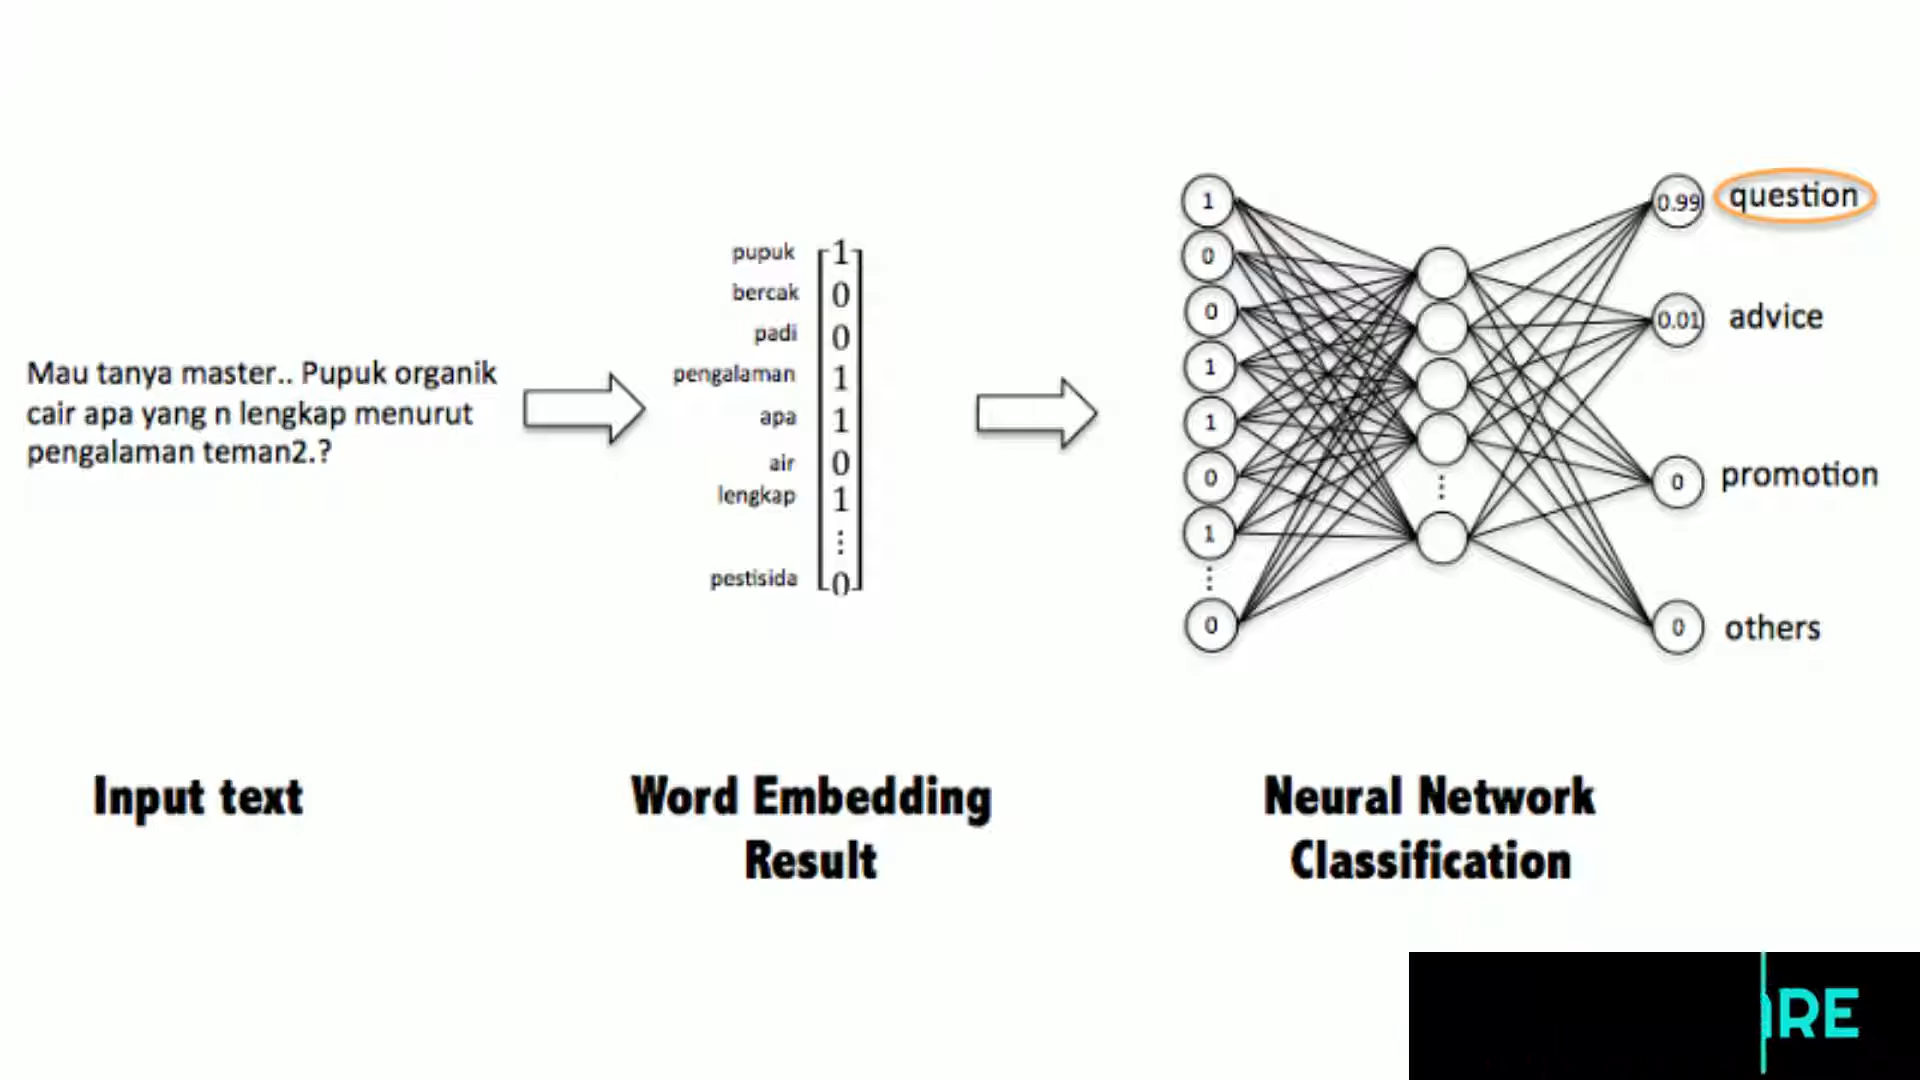 Mau tanya master.. Pupuk organik
cair apa yang n lengkap menurut
pengalaman teman2.?
pupuk 1
bercak 0
padi 0
pengalaman 1
apa 1
air 0
lengkap 1
⋮
pestisida 0
1
0
0
1
1
0
1
⋮
0
⋮
0.99 question
0.01 advice
0 promotion
0 others
Input text
Word Embedding
Result
Neural Network
Classification